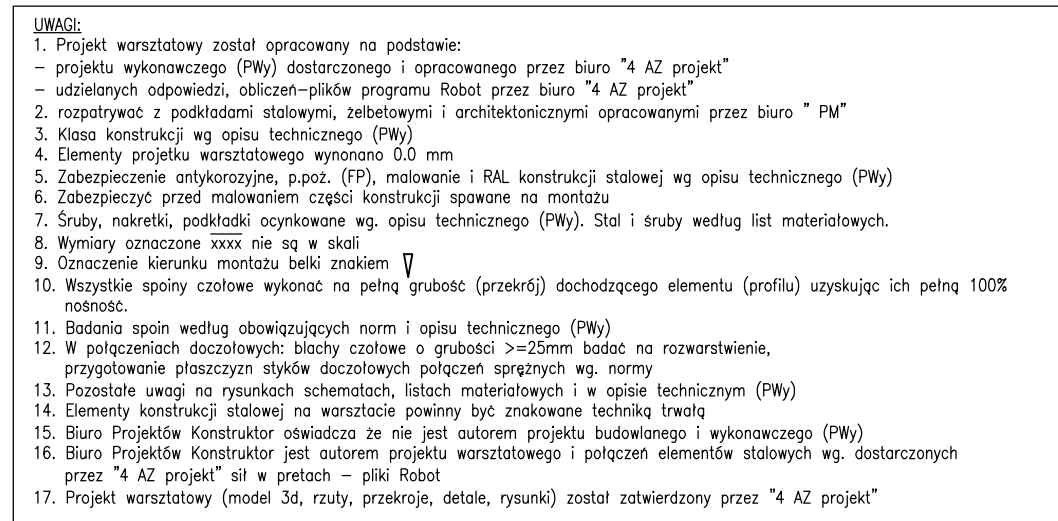 UWAGI:
1. Projekt warsztatowy został opracowany na podstawie:
– projektu wykonawczego (PWy) dostarczonego i opracowanego przez biuro "4 AZ projekt"
– udzielanych odpowiedzi, obliczeń–plików programu Robot przez biuro "4 AZ projekt"
2. rozpatrywać z podkładami stalowymi, żelbetowymi i architektonicznymi opracowanymi przez biuro " PM"
3. Klasa konstrukcji wg opisu technicznego (PWy)
4. Elementy projetku warsztatowego wynonano 0.0 mm
5. Zabezpieczenie antykorozyjne, p.poż. (FP), malowanie i RAL konstrukcji stalowej wg opisu technicznego (PWy)
6. Zabezpieczyć przed malowaniem części konstrukcji spawane na montażu
7. Śruby, nakretki, podkładki ocynkowane wg. opisu technicznego (PWy). Stal i śruby według list materiałowych.
8. Wymiary oznaczone xxxx nie są w skali
9. Oznaczenie kierunku montażu belki znakiem
10. Wszystkie spoiny czołowe wykonać na pełną grubość (przekrój) dochodzącego elementu (profilu) uzyskując ich pełną 100%
nośność.
11. Badania spoin według obowiązujących norm i opisu technicznego (PWy)
12. W połączeniach doczołowych: blachy czołowe o grubości >=25mm badać na rozwarstwienie,
przygotowanie płaszczyzn styków doczołowych połączeń sprężnych wg. normy
13. Pozostałe uwagi na rysunkach schematach, listach materiałowych i w opisie technicznym (PWy)
14. Elementy konstrukcji stalowej na warsztacie powinny być znakowane techniką trwałą
15. Biuro Projektów Konstruktor oświadcza że nie jest autorem projektu budowlanego i wykonawczego (PWy)
16. Biuro Projektów Konstruktor jest autorem projektu warsztatowego i połączeń elementów stalowych wg. dostarczonych
przez "4 AZ projekt" sił w pretach – pliki Robot
17. Projekt warsztatowy (model 3d, rzuty, przekroje, detale, rysunki) został zatwierdzony przez "4 AZ projekt"